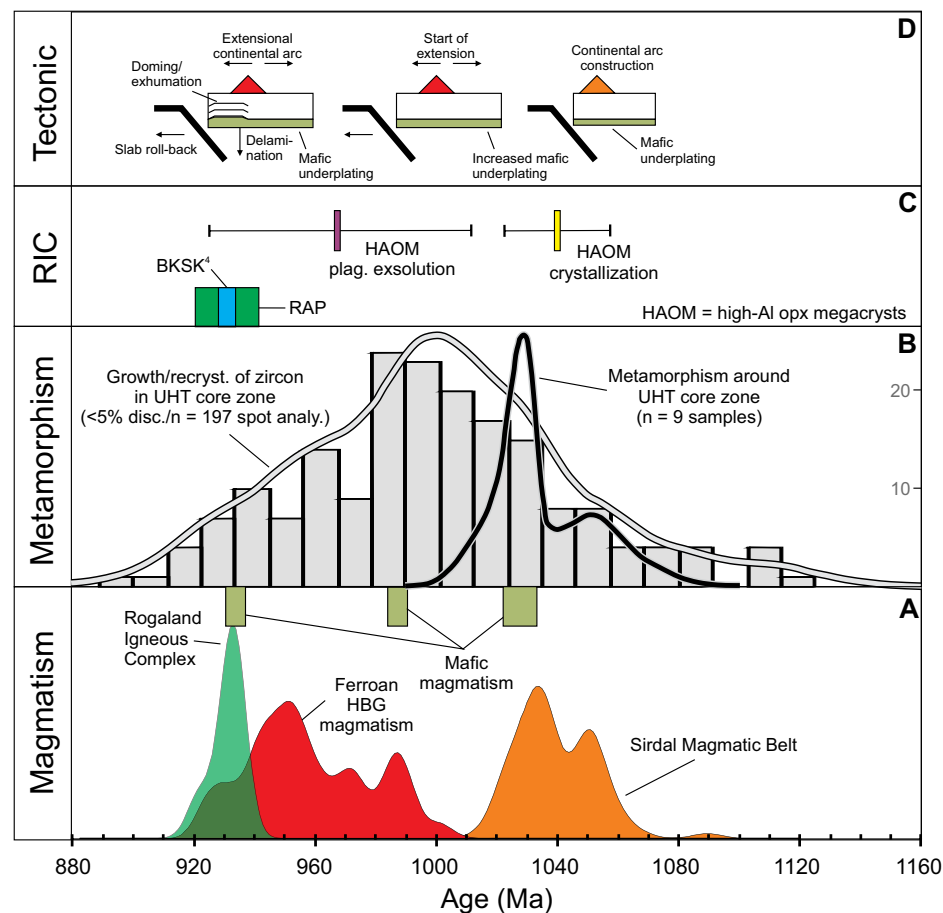 Tectonic
D
Extensional
continental arc
Doming/
exhumation
Slab roll-back
Delami-
nation
Mafic
underplating
Start of
extension
Increased mafic
underplating
Continental arc
construction
Mafic
underplating
RIC
C
HAOM
plag. exsolution
HAOM
crystallization
BKSK⁴
RAP
HAOM = high-Al opx megacrysts
Metamorphism
B
Growth/recryst. of zircon
in UHT core zone
(<5% disc./n = 197 spot analy.)
Metamorphism around
UHT core zone
(n = 9 samples)
20
10
Magmatism
A
Rogaland
Igneous
Complex
Ferroan
HBG
magmatism
Mafic
magmatism
Sirdal Magmatic Belt
880 920 960 1000 1040 1080 1120 1160
Age (Ma)